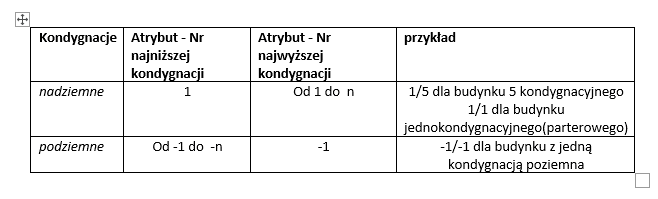 Kondygnacje
Atrybut - Nr
najniższej
kondygnacji
Atrybut - Nr
najwyższej
kondygnacji
przykład
nadziemne
1
Od 1 do n
1/5 dla budynku 5 kondygnacyjnego
1/1 dla budynku
jednokondygnacyjnego(parterowego)
podziemne
Od -1 do -n
-1
-1/-1 dla budynku z jedną
kondygnacją poziemna